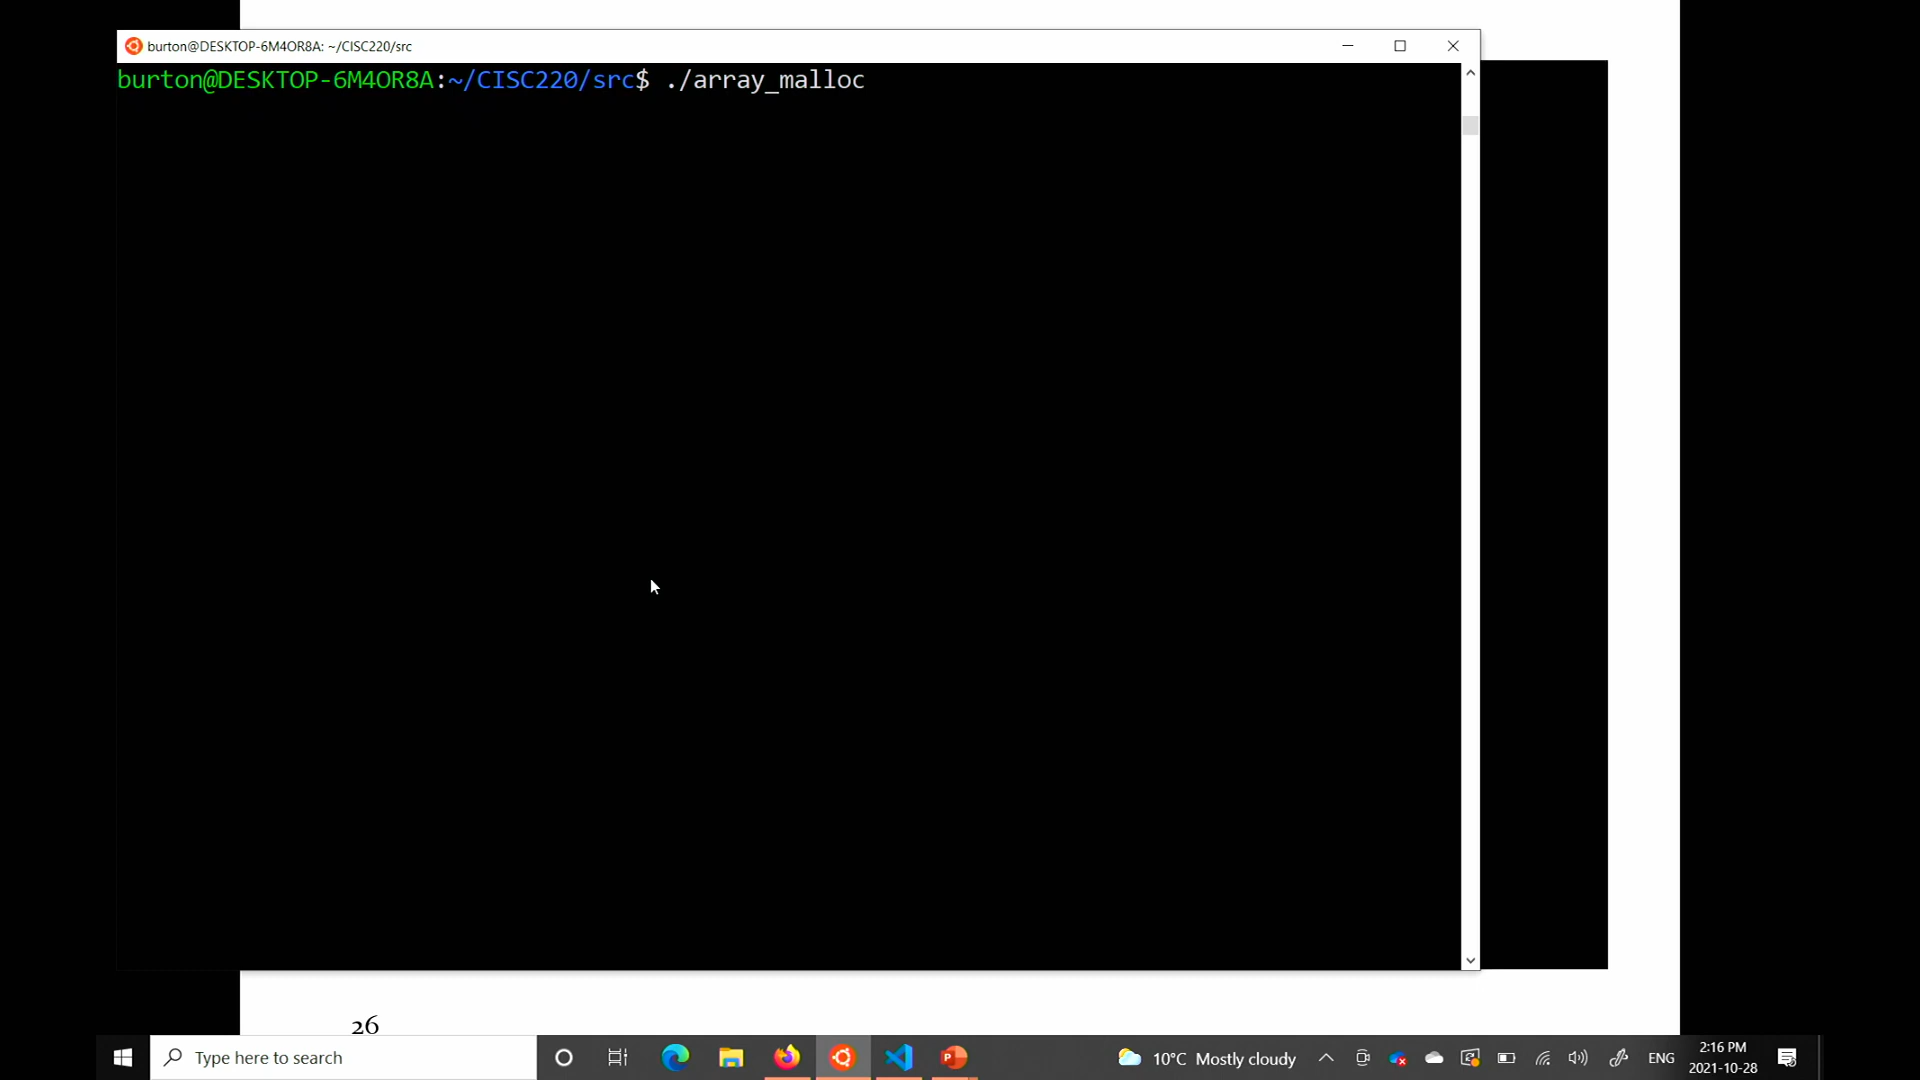 burton@DESKTOP-6M4OR8A: ~/CISC220/src
burton@DESKTOP-6M4OR8A:~/CISC220/src$ ./array_malloc
26
Type here to search
10°C Mostly cloudy
ENG
2:16 PM
2021-10-28